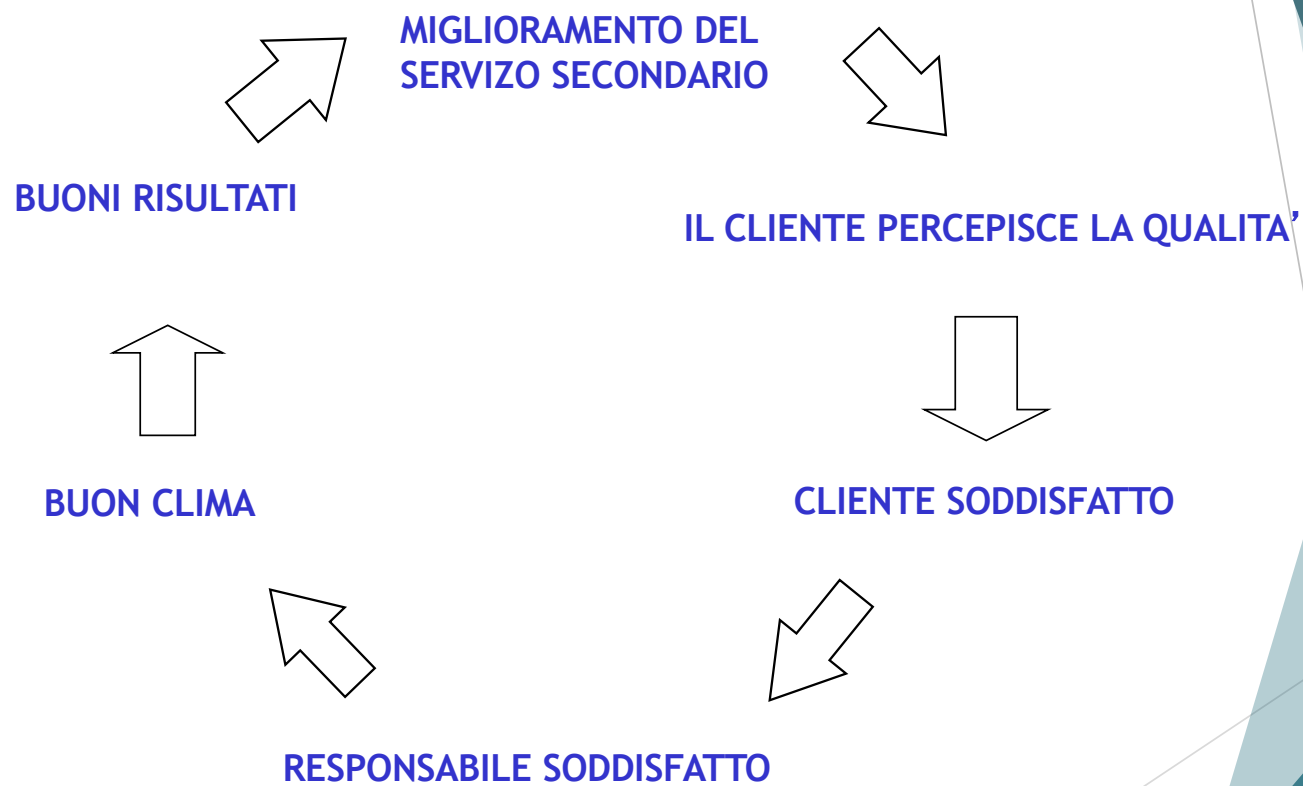 MIGLIORAMENTO DEL
SERVIZO SECONDARIO
IL CLIENTE PERCEPISCE LA QUALITA’
CLIENTE SODDISFATTO
RESPONSABILE SODDISFATTO
BUON CLIMA
BUONI RISULTATI